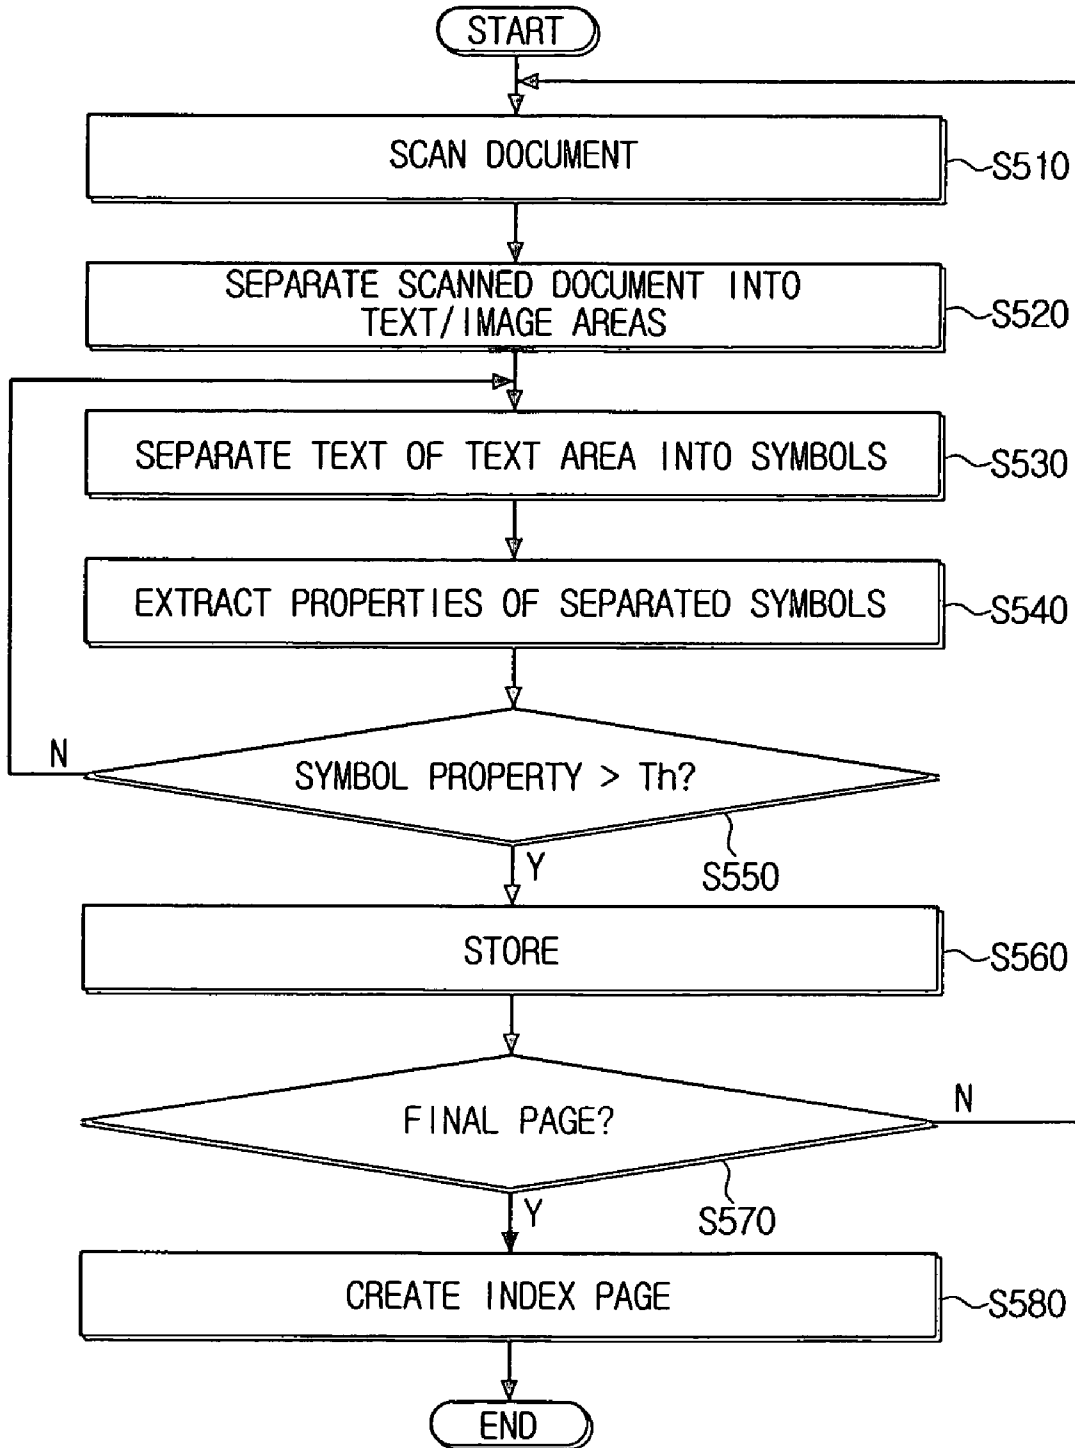 START
SCAN DOCUMENT
S510
SEPARATE SCANNED DOCUMENT INTO
TEXT/IMAGE AREAS
S520
SEPARATE TEXT OF TEXT AREA INTO SYMBOLS
S530
EXTRACT PROPERTIES OF SEPARATED SYMBOLS
S540
N
SYMBOL PROPERTY > Th?
S550
Y
STORE
S560
FINAL PAGE?
N
S570
Y
CREATE INDEX PAGE
S580
END